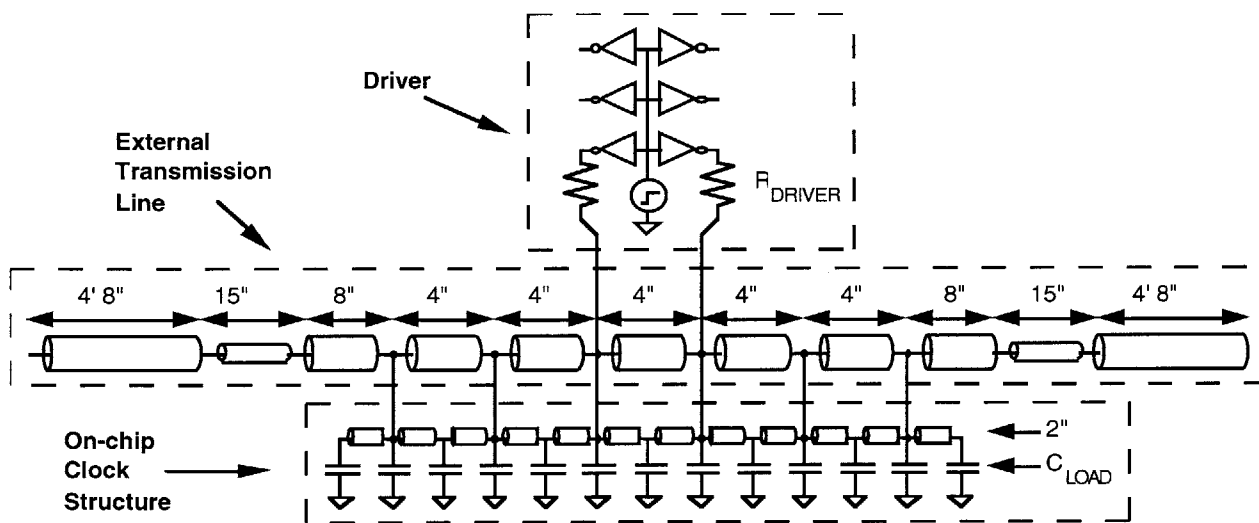 Driver
External
Transmission
Line
R DRIVER
4' 8" 15" 8" 4" 4" 4" 4" 4" 8" 15" 4' 8"
On-chip
Clock
Structure
2"
C LOAD